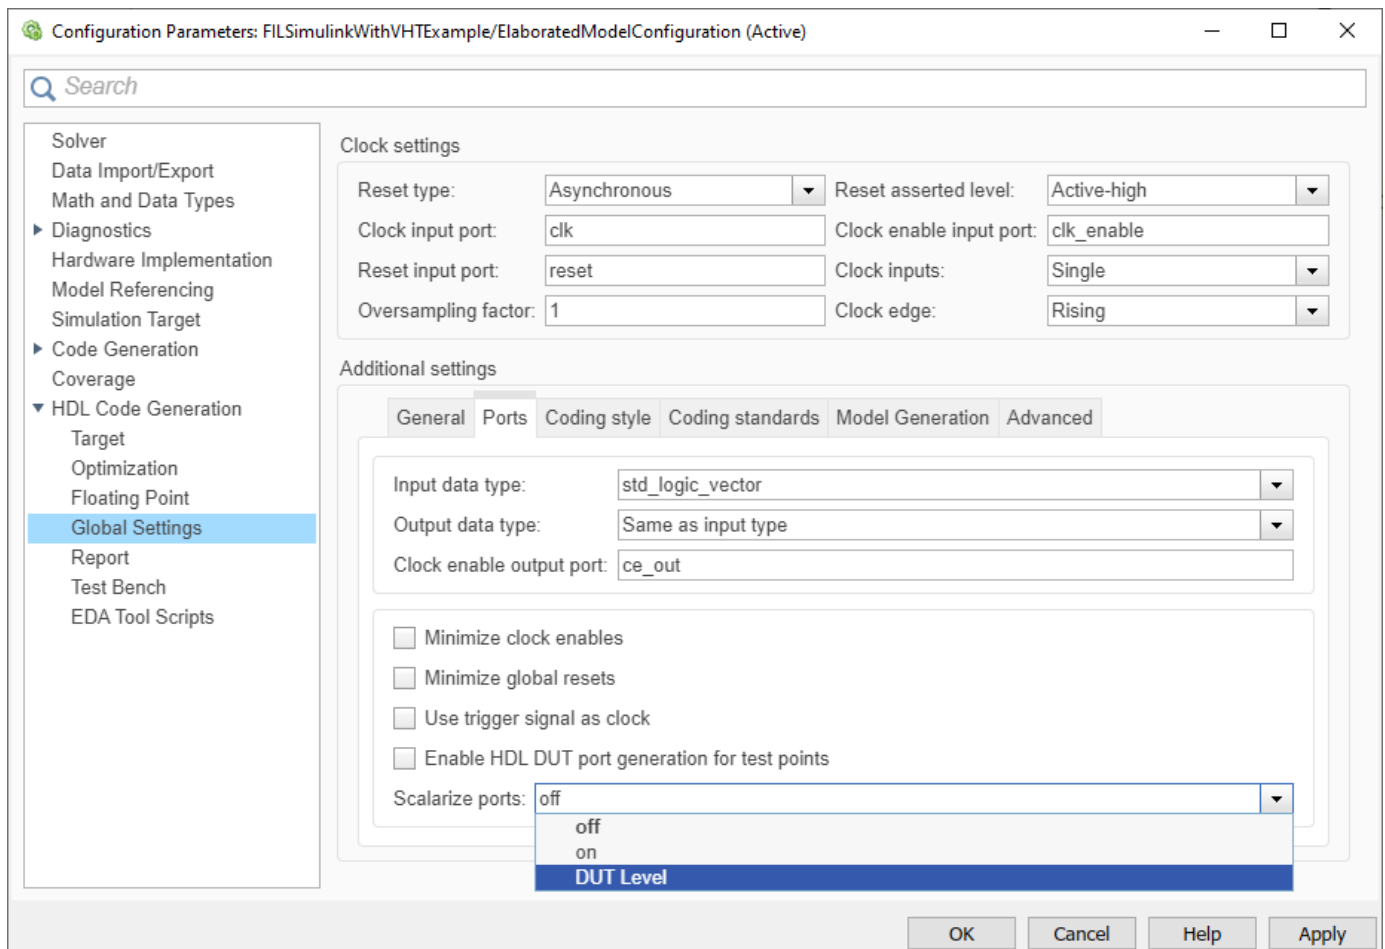 Configuration Parameters: FILSimulinkWithVHTExample/ElaboratedModelConfiguration (Active)
Search
Solver
Data Import/Export
Math and Data Types
Diagnostics
Hardware Implementation
Model Referencing
Simulation Target
Code Generation
Coverage
HDL Code Generation
Target
Optimization
Floating Point
Global Settings
Report
Test Bench
EDA Tool Scripts
Clock settings
Reset type: Asynchronous Reset asserted level: Active-high
Clock input port: clk Clock enable input port: clk_enable
Reset input port: reset Clock inputs: Single
Oversampling factor: 1 Clock edge: Rising
Additional settings
General Ports Coding style Coding standards Model Generation Advanced
Input data type: std_logic_vector
Output data type: Same as input type
Clock enable output port: ce_out
Minimize clock enables
Minimize global resets
Use trigger signal as clock
Enable HDL DUT port generation for test points
Scalarize ports: off
off
on
DUT Level
OK Cancel Help Apply